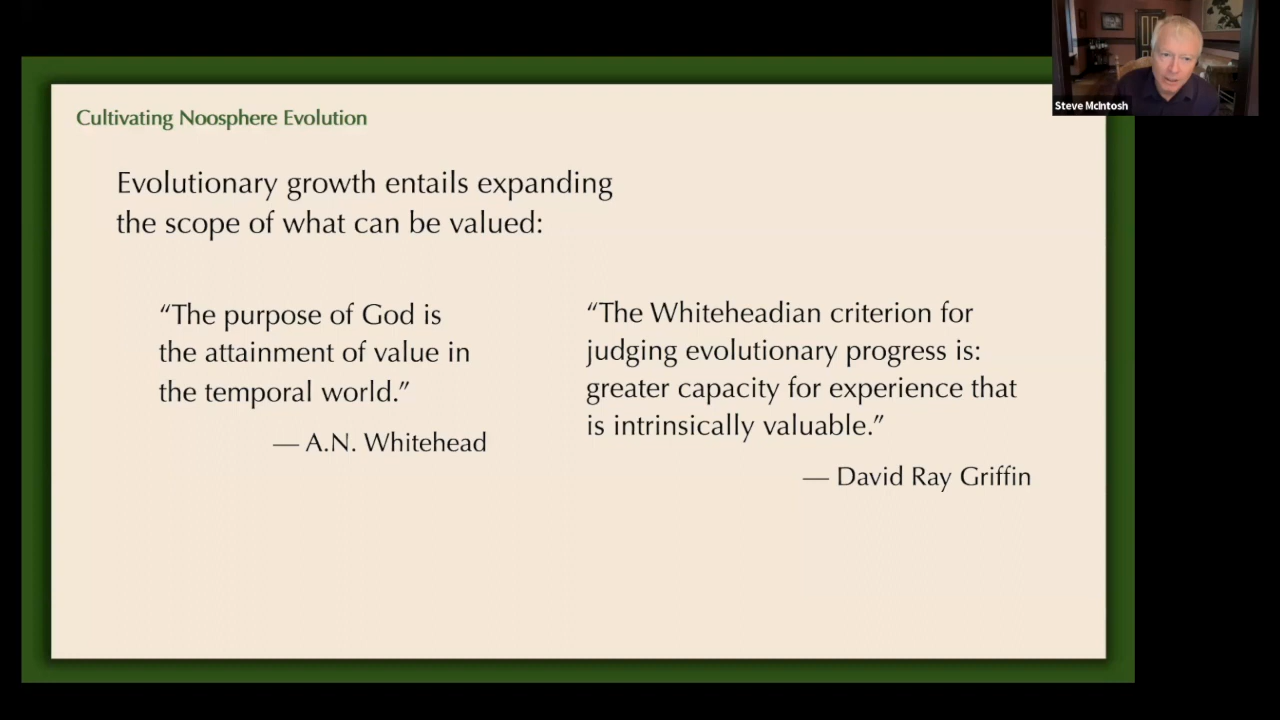 Steve McIntosh
Cultivating Noosphere Evolution
Evolutionary growth entails expanding
the scope of what can be valued:
“The purpose of God is
the attainment of value in
the temporal world.”
— A.N. Whitehead
“The Whiteheadian criterion for
judging evolutionary progress is:
greater capacity for experience that
is intrinsically valuable.”
— David Ray Griffin